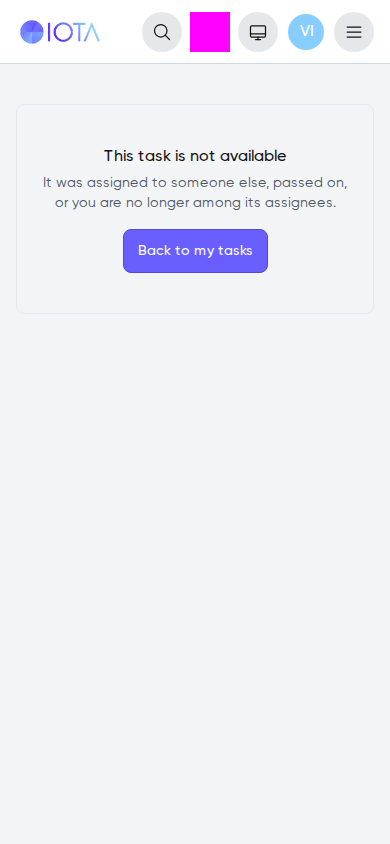 IOTA
VI
This task is not available
It was assigned to someone else, passed on,
or you are no longer among its assignees.
Back to my tasks